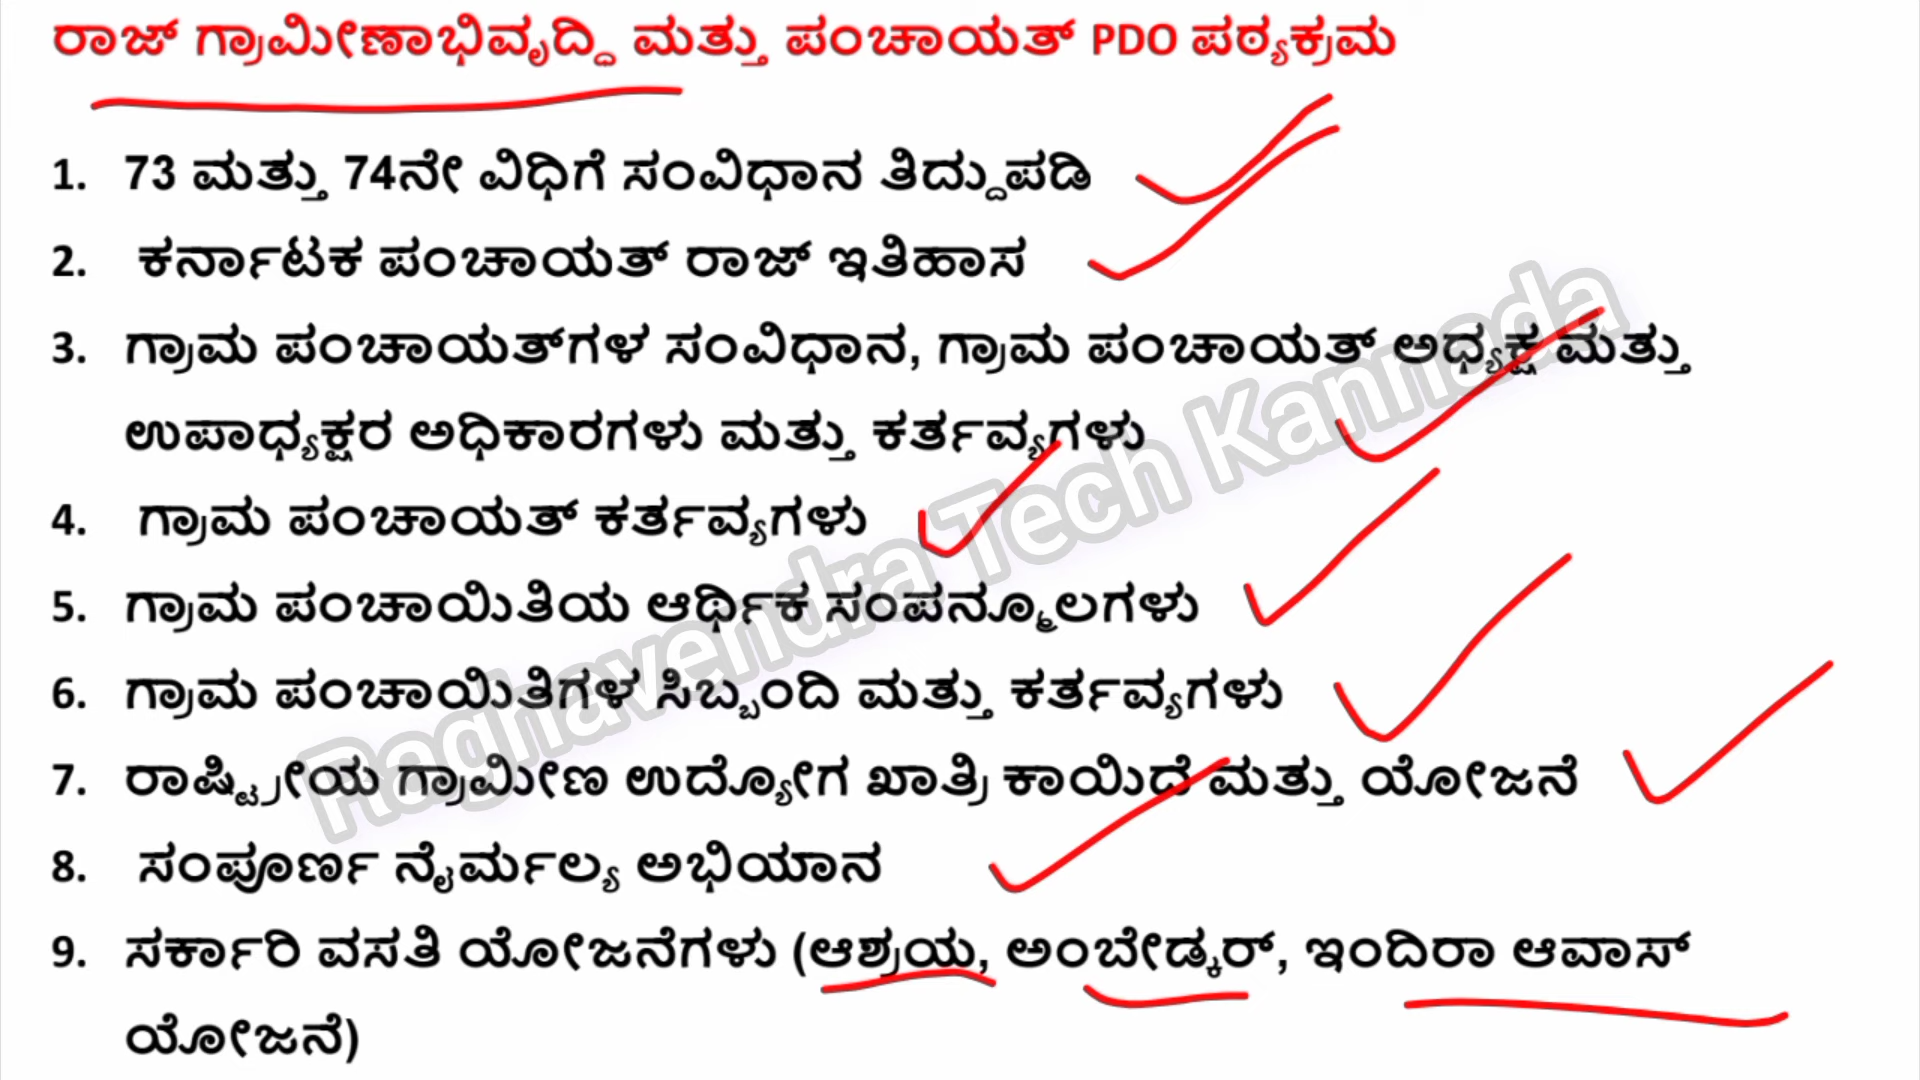 ರಾಜ್ ಗ್ರಾಮೀಣಾಭಿವೃದ್ದಿ ಮತ್ತು ಪಂಚಾಯತ್ PDO ಪಠ್ಯಕ್ರಮ
1. 73 ಮತ್ತು 74ನೇ ವಿಧಿಗೆ ಸಂವಿಧಾನ ತಿದ್ದುಪಡಿ
2. ಕರ್ನಾಟಕ ಪಂಚಾಯತ್ ರಾಜ್ ಇತಿಹಾಸ
3. ಗ್ರಾಮ ಪಂಚಾಯತ್‌ಗಳ ಸಂವಿಧಾನ, ಗ್ರಾಮ ಪಂಚಾಯತ್ ಅಧ್ಯಕ್ಷ ಮತ್ತು
ಉಪಾಧ್ಯಕ್ಷರ ಅಧಿಕಾರಗಳು ಮತ್ತು ಕರ್ತವ್ಯಗಳು
4. ಗ್ರಾಮ ಪಂಚಾಯತ್ ಕರ್ತವ್ಯಗಳು
5. ಗ್ರಾಮ ಪಂಚಾಯಿತಿಯ ಆರ್ಥಿಕ ಸಂಪನ್ಮೂಲಗಳು
6. ಗ್ರಾಮ ಪಂಚಾಯಿತಿಗಳ ಸಿಬ್ಬಂದಿ ಮತ್ತು ಕರ್ತವ್ಯಗಳು
7. ರಾಷ್ಟ್ರೀಯ ಗ್ರಾಮೀಣ ಉದ್ಯೋಗ ಖಾತ್ರಿ ಕಾಯಿದೆ ಮತ್ತು ಯೋಜನೆ
8. ಸಂಪೂರ್ಣ ನೈರ್ಮಲ್ಯ ಅಭಿಯಾನ
9. ಸರ್ಕಾರಿ ವಸತಿ ಯೋಜನೆಗಳು (ಆಶ್ರಯ, ಅಂಬೇಡ್ಕರ್, ಇಂದಿರಾ ಆವಾಸ್
ಯೋಜನೆ)
Raghavendra Tech Kannada